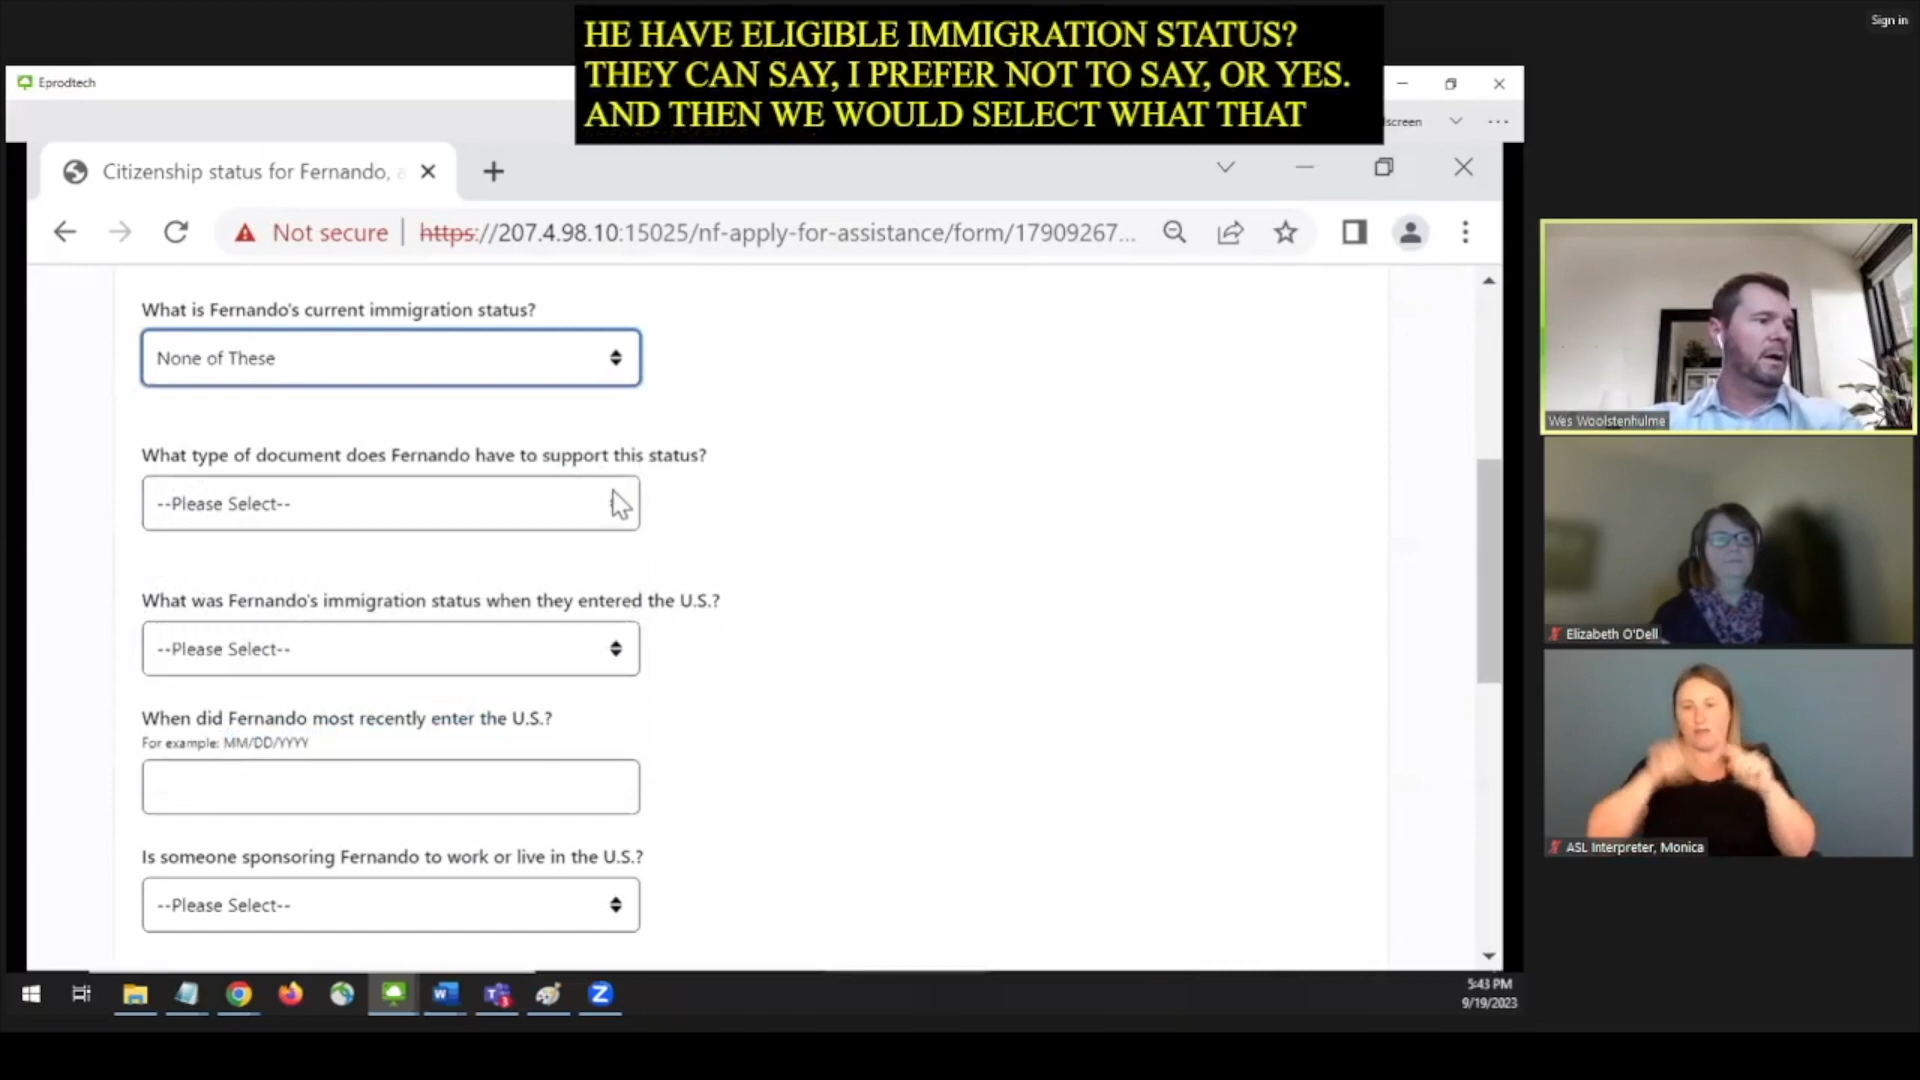 HE HAVE ELIGIBLE IMMIGRATION STATUS?
THEY CAN SAY, I PREFER NOT TO SAY, OR YES.
AND THEN WE WOULD SELECT WHAT THAT
Sign in
Eprodtech
screen
Citizenship status for Fernando,
Not secure
https://207.4.98.10:15025/nf-apply-for-assistance/form/17909267...
What is Fernando's current immigration status?
None of These
What type of document does Fernando have to support this status?
--Please Select--
What was Fernando's immigration status when they entered the U.S.?
--Please Select--
When did Fernando most recently enter the U.S.?
For example: MM/DD/YYYY
Is someone sponsoring Fernando to work or live in the U.S.?
--Please Select--
Wes Woolstenhulme
Elizabeth O'Dell
ASL Interpreter, Monica
5:43 PM
9/19/2023